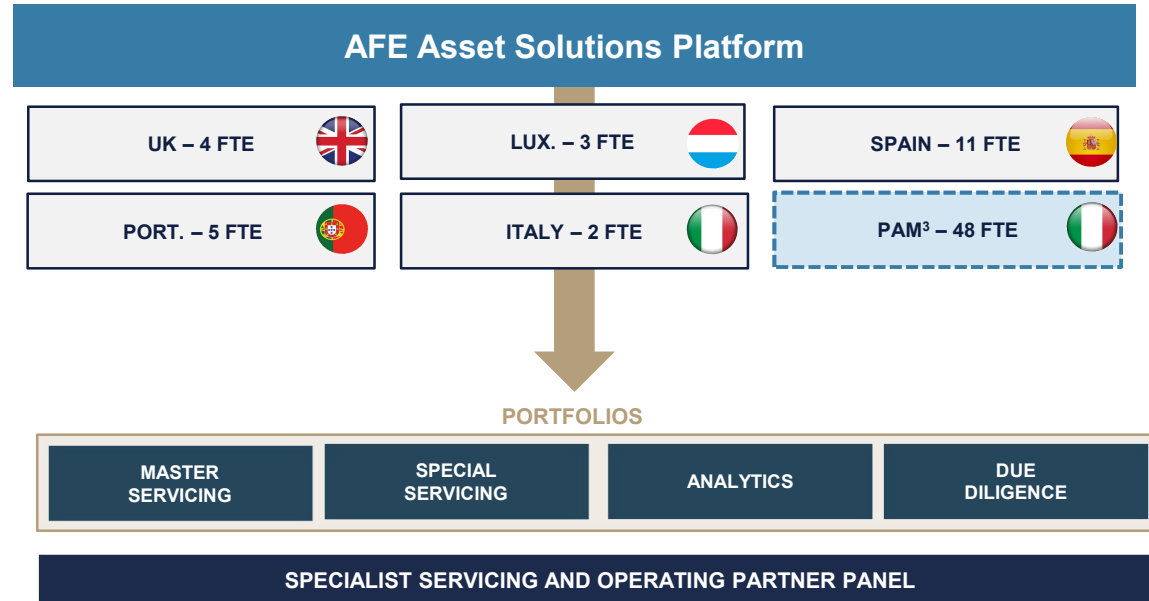 AFE Asset Solutions Platform
UK – 4 FTE
LUX. – 3 FTE
SPAIN – 11 FTE
PORT. – 5 FTE
ITALY – 2 FTE
PAM³ – 48 FTE
PORTFOLIOS
MASTER
SERVICING
SPECIAL
SERVICING
ANALYTICS
DUE
DILIGENCE
SPECIALIST SERVICING AND OPERATING PARTNER PANEL